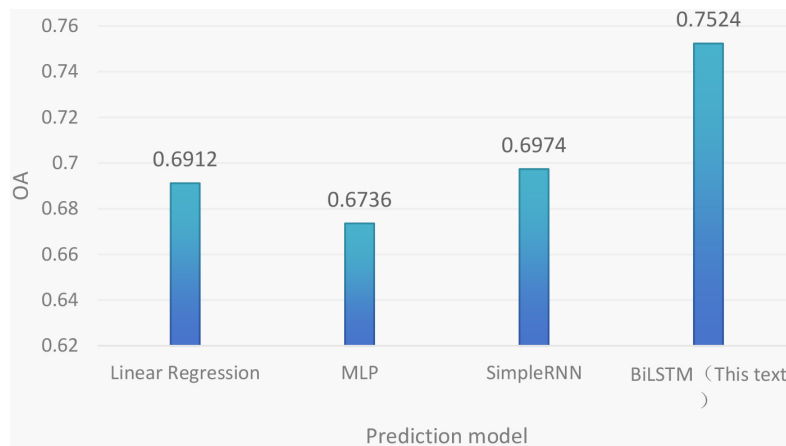 0.76
0.74
0.72
0.7
0.68
0.66
0.64
0.62
OA
0.6912
0.6736
0.6974
0.7524
Linear Regression
MLP
SimpleRNN
BiLSTM（This text
）
Prediction model